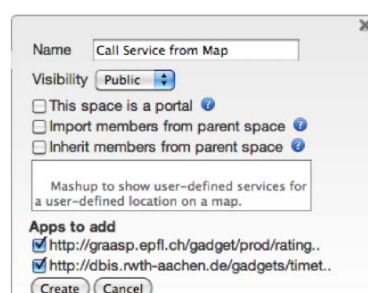 Name Call Service from Map
Visibility Public
This space is a portal ?
Import members from parent space ?
Inherit members from parent space ?
Mashup to show user-defined services for
a user-defined location on a map.
Apps to add
http://graasp.epfl.ch/gadget/prod/rating..
http://dbis.rwth-aachen.de/gadgets/timet..
Create Cancel